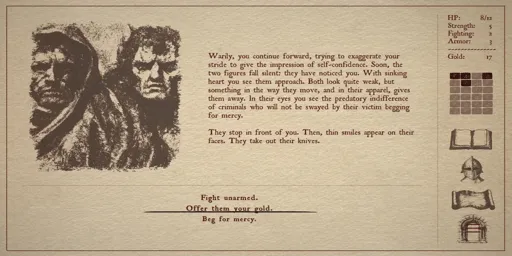 Warily, you continue forward, trying to exaggerate your
stride to give the impression of self-confidence. Soon, the
two figures fall silent: they have noticed you. With sinking
heart you see them approach. Both look quite weak, but
something in the way they move, and in their apparel, gives
them away. In their eyes you see the predatory indifference
of criminals who will not be swayed by their victim begging
for mercy.
They stop in front of you. Then, thin smiles appear on their
faces. They take out their knives.
Fight unarmed.
Offer them your gold.
Beg for mercy.
HP:
Strength:
Fighting:
Armor:
Gold: 17